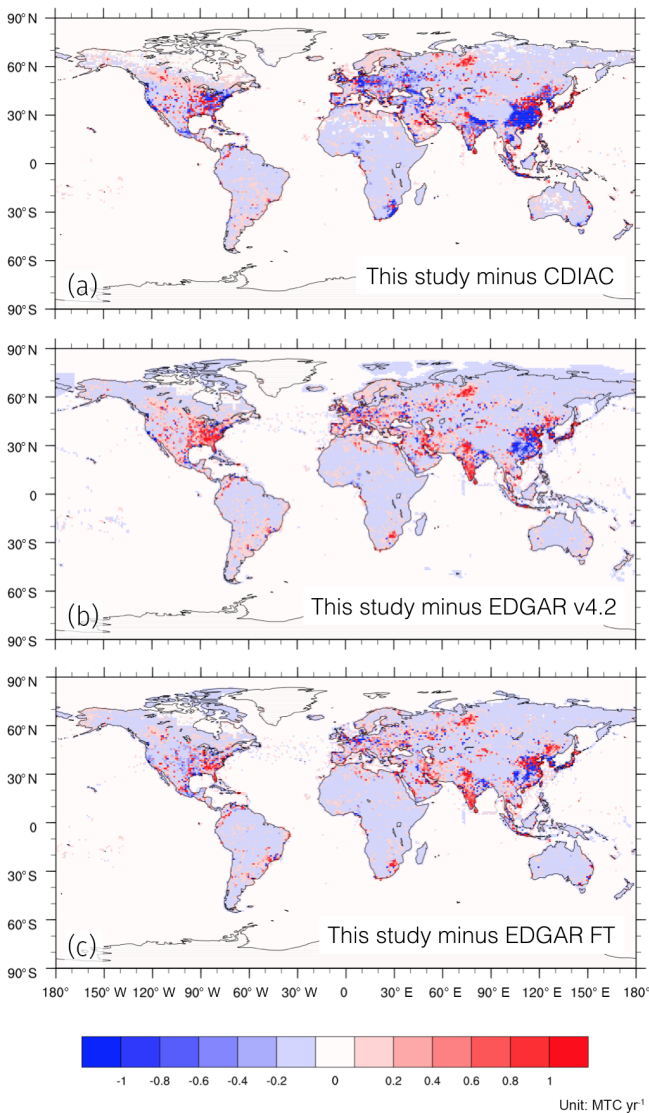 90° N
60° N
30° N
0
30° S
60° S
90° S
(a)
This study minus CDIAC
90° N
60° N
30° N
0
30° S
60° S
90° S
(b)
This study minus EDGAR v4.2
90° N
60° N
30° N
0
30° S
60° S
90° S
(c)
This study minus EDGAR FT
180° 150° W 120° W 90° W 60° W 30° W 0 30° E 60° E 90° E 120° E 150° E 180°
-1 -0.8 -0.6 -0.4 -0.2 0 0.2 0.4 0.6 0.8 1
Unit: MTC yr⁻¹